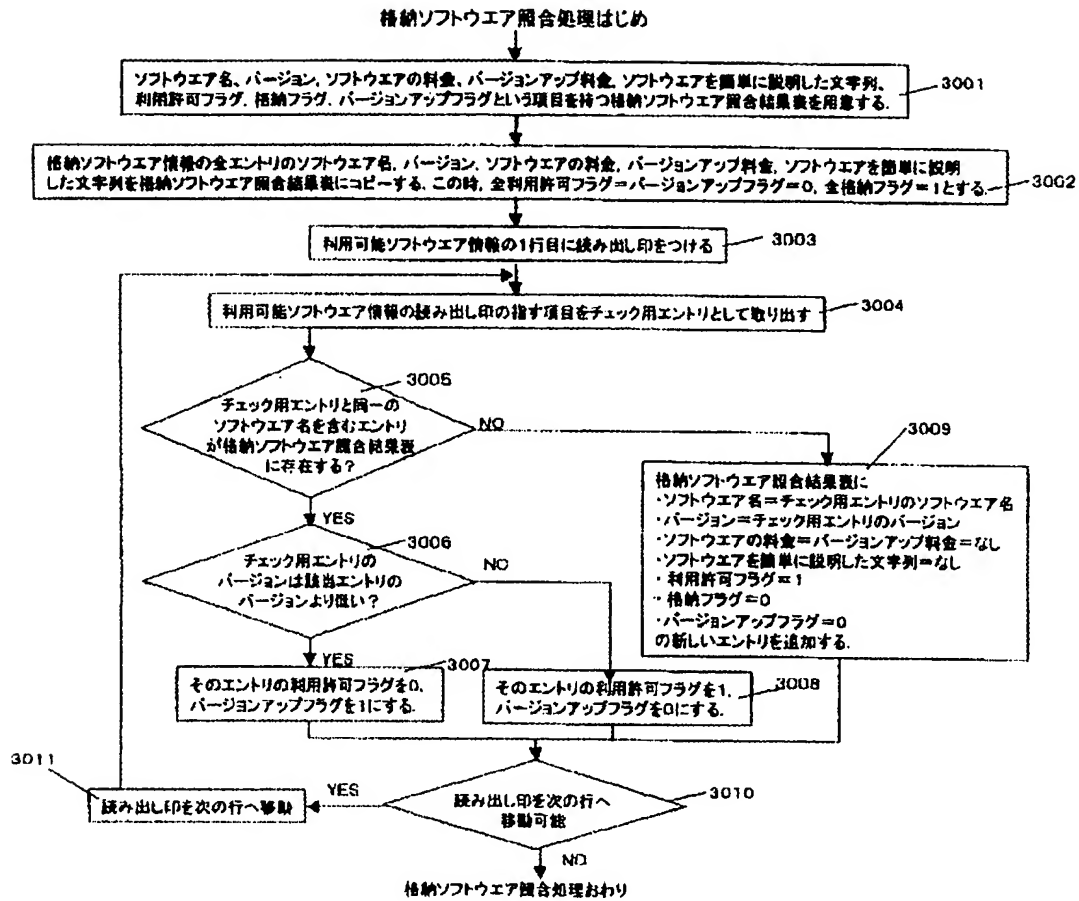 格納ソフトウエア照合処理はじめ
ソフトウエア名、バージョン、ソフトウエアの料金、バージョンアップ料金、ソフトウエアを簡単に説明した文字列、
利用許可フラグ、格納フラグ、バージョンアップフラグという項目を持つ格納ソフトウエア照合結果表を用意する.
3001
格納ソフトウエア情報の全エントリのソフトウエア名、バージョン、ソフトウエアの料金、バージョンアップ料金、ソフトウエアを簡単に説明
した文字列を格納ソフトウエア照合結果表にコピーする. この時、全利用許可フラグ=バージョンアップフラグ=0、全格納フラグ=1とする.
3002
利用可能ソフトウエア情報の1行目に読み出し印をつける
3003
利用可能ソフトウエア情報の読み出し印の指す項目をチェック用エントリとして取り出す
3004
3005
チェック用エントリと同一の
ソフトウエア名を含むエントリ
が格納ソフトウエア照合結果表
に存在する?
NO
YES
3009
格納ソフトウエア照合結果表に
・ソフトウエア名=チェック用エントリのソフトウエア名
・バージョン=チェック用エントリのバージョン
・ソフトウエアの料金=バージョンアップ料金=なし
・ソフトウエアを簡単に説明した文字列=なし
・利用許可フラグ=1
・格納フラグ=0
・バージョンアップフラグ=0
の新しいエントリを追加する.
3006
チェック用エントリの
バージョンは該当エントリの
バージョンより低い?
NO
YES
3007
そのエントリの利用許可フラグを0、
バージョンアップフラグを1にする.
3008
そのエントリの利用許可フラグを1、
バージョンアップフラグを0にする.
3011
読み出し印を次の行へ移動
YES
読み出し印を次の行へ
移動可能
3010
NO
格納ソフトウエア照合処理おわり